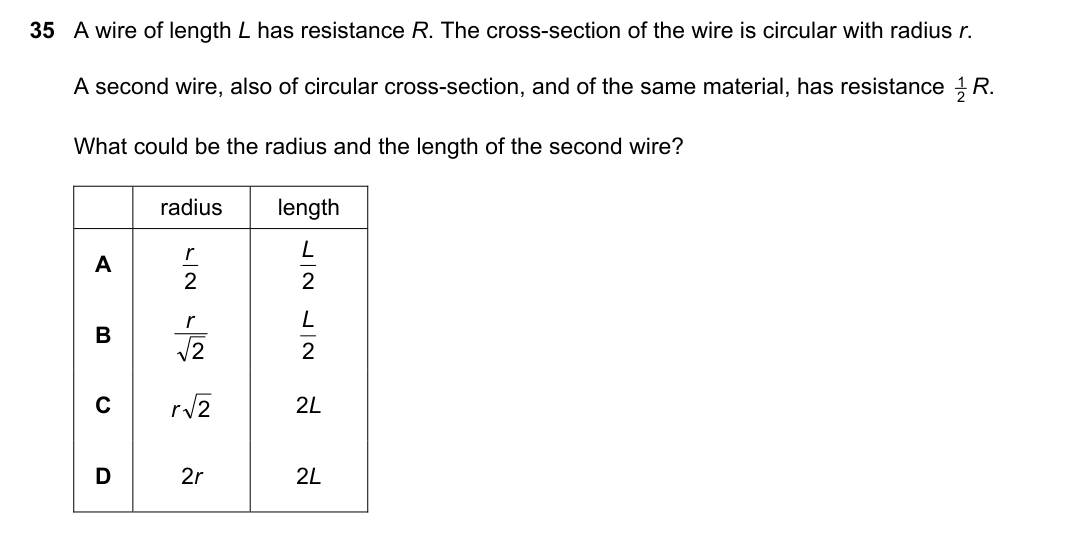 35 A wire of length L has resistance R. The cross-section of the wire is circular with radius r.
A second wire, also of circular cross-section, and of the same material, has resistance ½ R.
What could be the radius and the length of the second wire?
radius length
A r/2 L/2
B r/√2 L/2
C r√2 2L
D 2r 2L